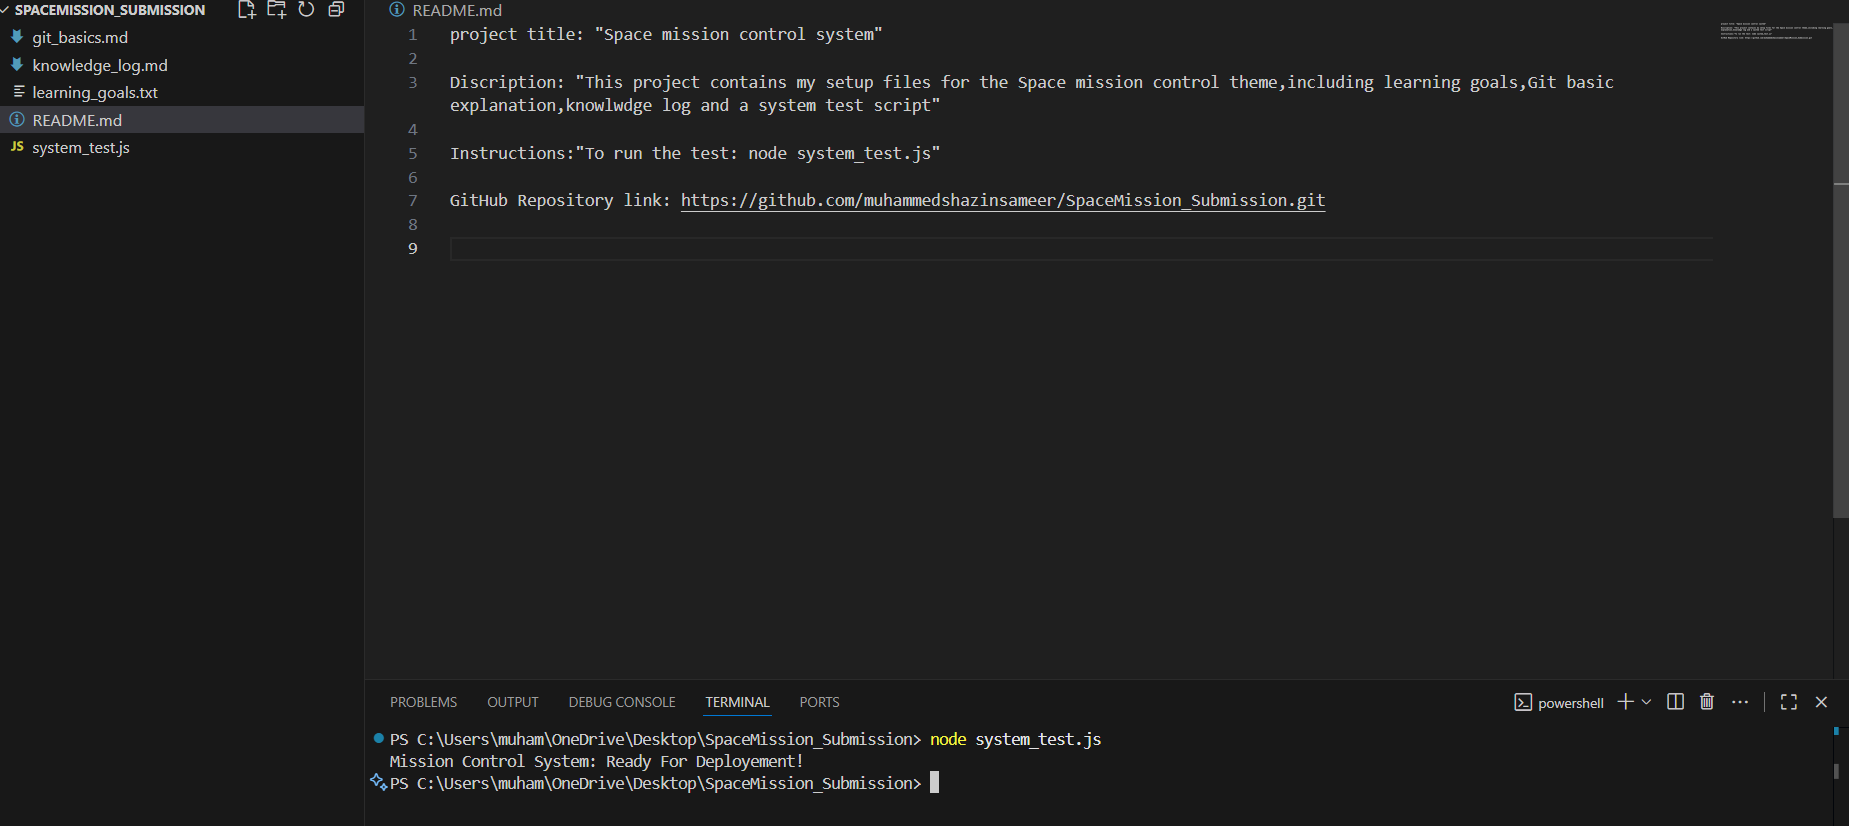 SPACEMISSION_SUBMISSION
git_basics.md
knowledge_log.md
learning_goals.txt
README.md
JS system_test.js
README.md
1 project title: "Space mission control system"
2
3 Discription: "This project contains my setup files for the Space mission control theme,including learning goals,Git basic
explanation,knowlwdge log and a system test script"
4
5 Instructions:"To run the test: node system_test.js"
6
7 GitHub Repository link: https://github.com/muhammedshazinsameer/SpaceMission_Submission.git
8
9
PROBLEMS OUTPUT DEBUG CONSOLE TERMINAL PORTS powershell
PS C:\Users\muham\OneDrive\Desktop\SpaceMission_Submission> node system_test.js
Mission Control System: Ready For Deployement!
PS C:\Users\muham\OneDrive\Desktop\SpaceMission_Submission>